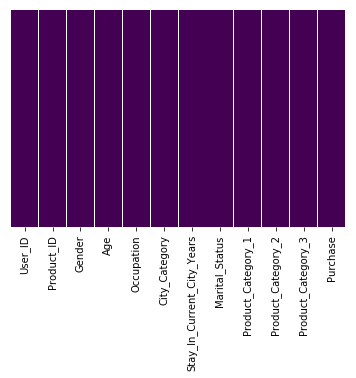 User_ID
Product_ID
Gender
Age
Occupation
City_Category
Stay_In_Current_City_Years
Marital_Status
Product_Category_1
Product_Category_2
Product_Category_3
Purchase